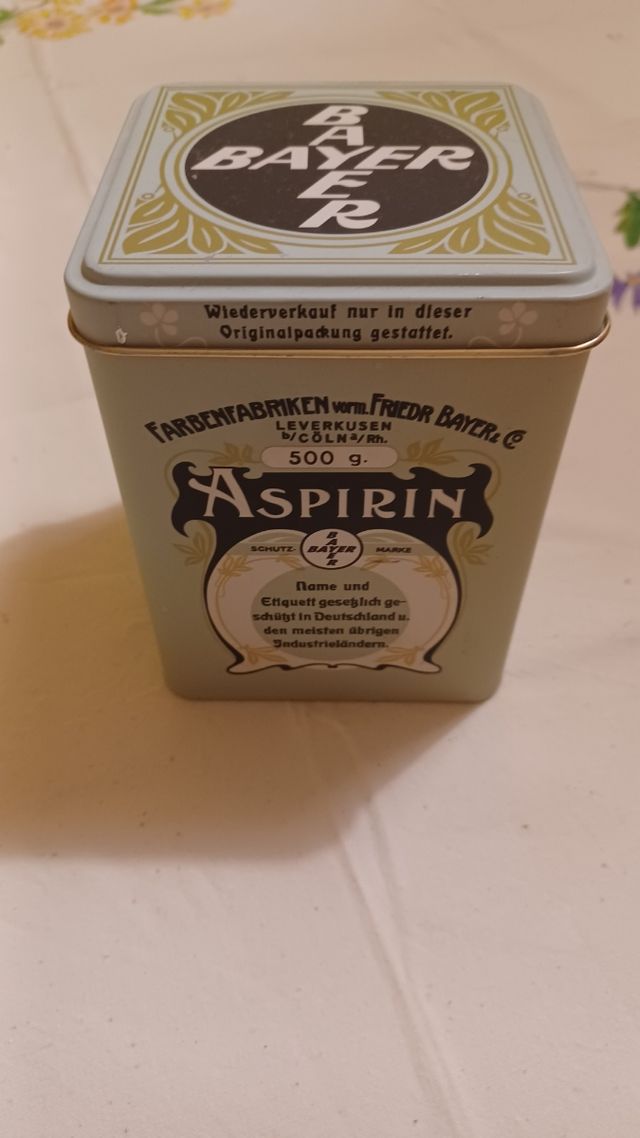 BAYER
BAYER
Wiederverkauf nur in dieser
Originalpackung gestattet.
FARBENFABRIKEN vorm. FRIEDR BAYER & Co
LEVERKUSEN
b/CÖLN a/Rh.
500 g.
ASPIRIN
SCHUTZ- BAYER BAYER MARKE
Name und
Etiquett gesetzlich ge-
schützt in Deutschland u.
den meisten übrigen
Industrieländern.